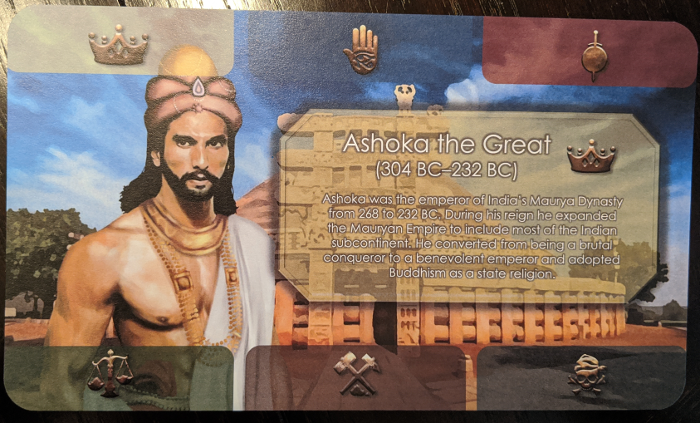 Ashoka the Great
(304 BC–232 BC)
Ashoka was the emperor of India's Maurya Dynasty
from 268 to 232 BC. During his reign he expanded
the Mauryan Empire to include most of the Indian
subcontinent. He converted from being a brutal
conqueror to a benevolent emperor and adopted
Buddhism as a state religion.